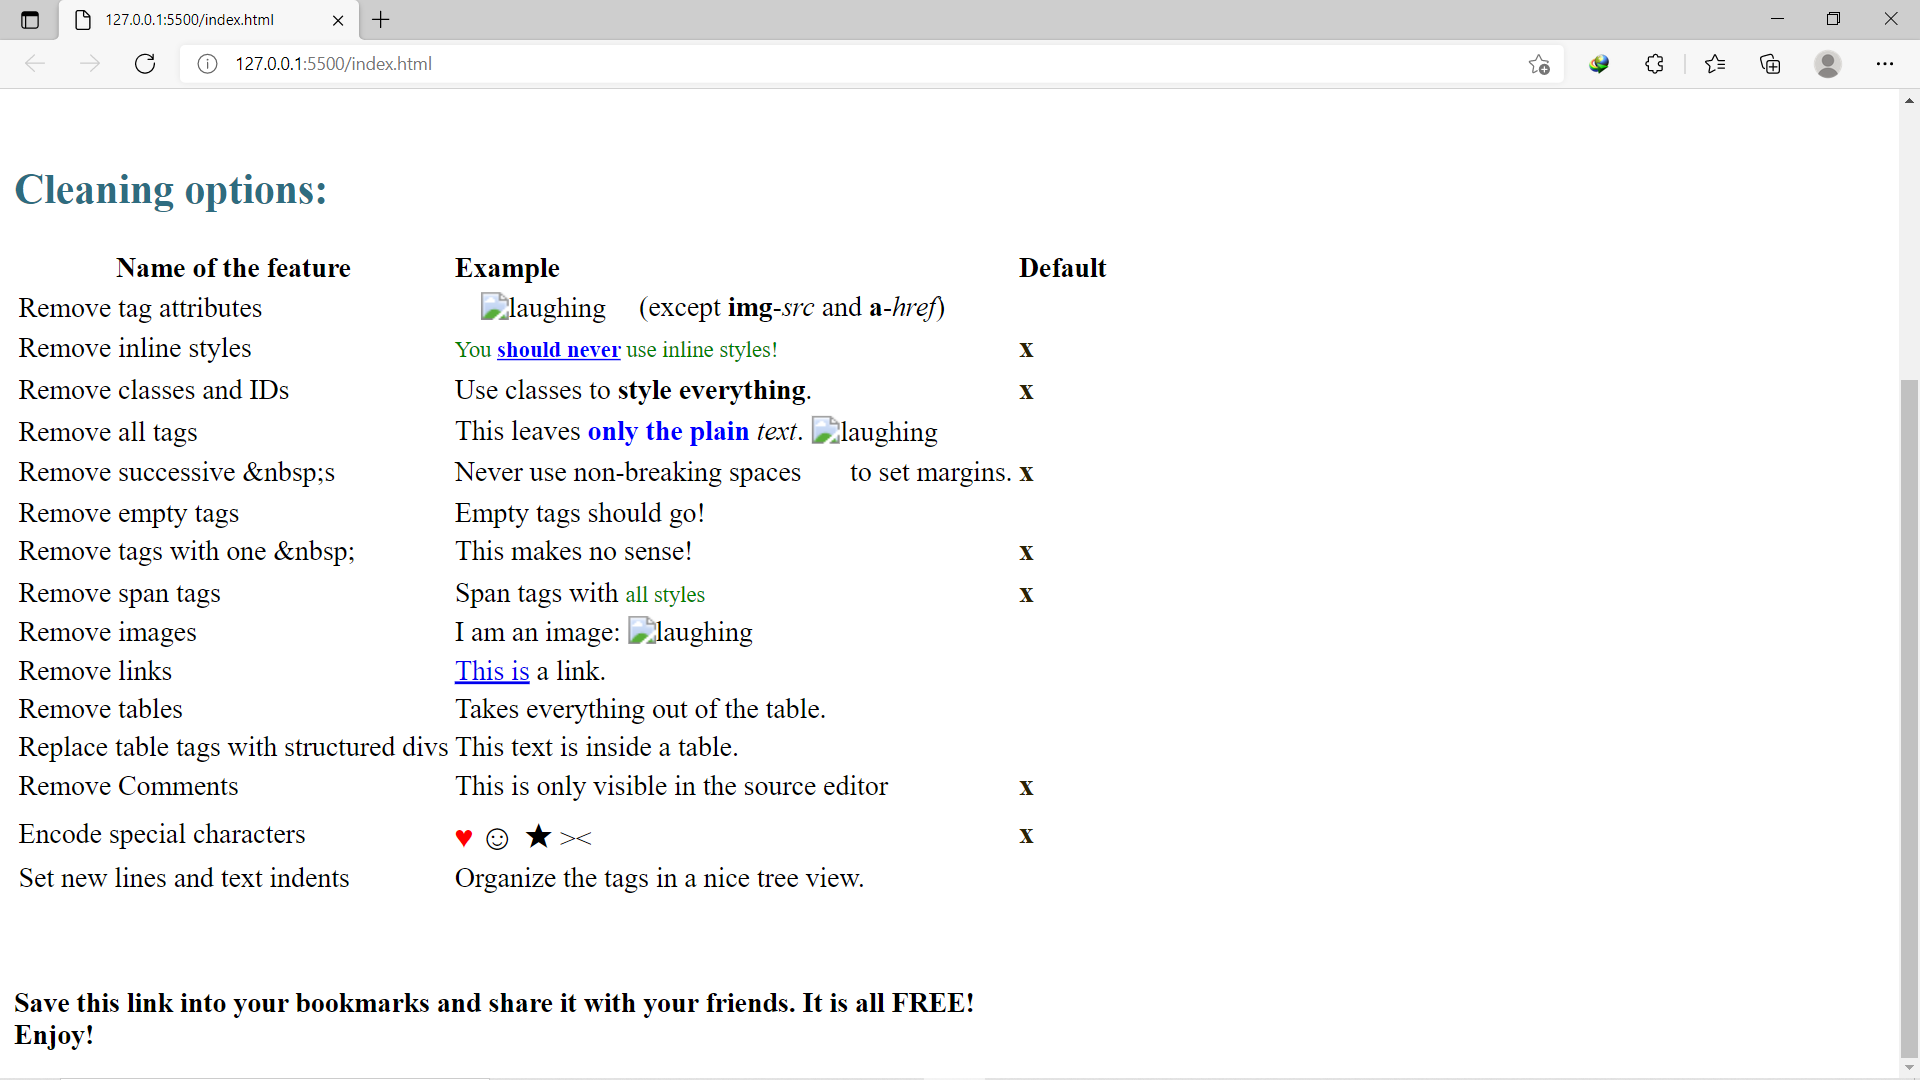 127.0.0.1:5500/index.html
127.0.0.1:5500/index.html
Cleaning options:
Name of the feature Example Default
Remove tag attributes laughing (except img-src and a-href)
Remove inline styles You should never use inline styles! x
Remove classes and IDs Use classes to style everything. x
Remove all tags This leaves only the plain text. laughing
Remove successive &nbsp;s Never use non-breaking spaces to set margins. x
Remove empty tags Empty tags should go!
Remove tags with one &nbsp; This makes no sense! x
Remove span tags Span tags with all styles x
Remove images I am an image: laughing
Remove links This is a link.
Remove tables Takes everything out of the table.
Replace table tags with structured divs This text is inside a table.
Remove Comments This is only visible in the source editor x
Encode special characters ♥ ☺ ★ >< x
Set new lines and text indents Organize the tags in a nice tree view.
Save this link into your bookmarks and share it with your friends. It is all FREE!
Enjoy!